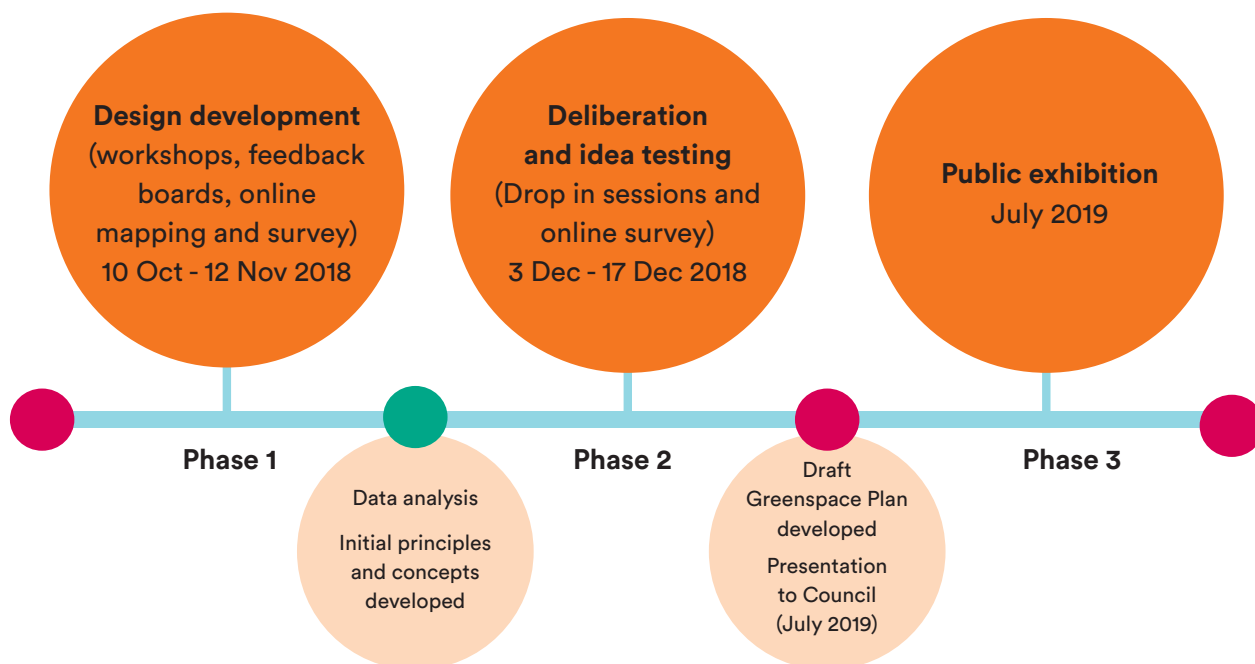 Design development
(workshops, feedback
boards, online
mapping and survey)
10 Oct - 12 Nov 2018
Deliberation
and idea testing
(Drop in sessions and
online survey)
3 Dec - 17 Dec 2018
Public exhibition
July 2019
Phase 1
Phase 2
Phase 3
Data analysis
Initial principles
and concepts
developed
Draft
Greenspace Plan
developed
Presentation
to Council
(July 2019)